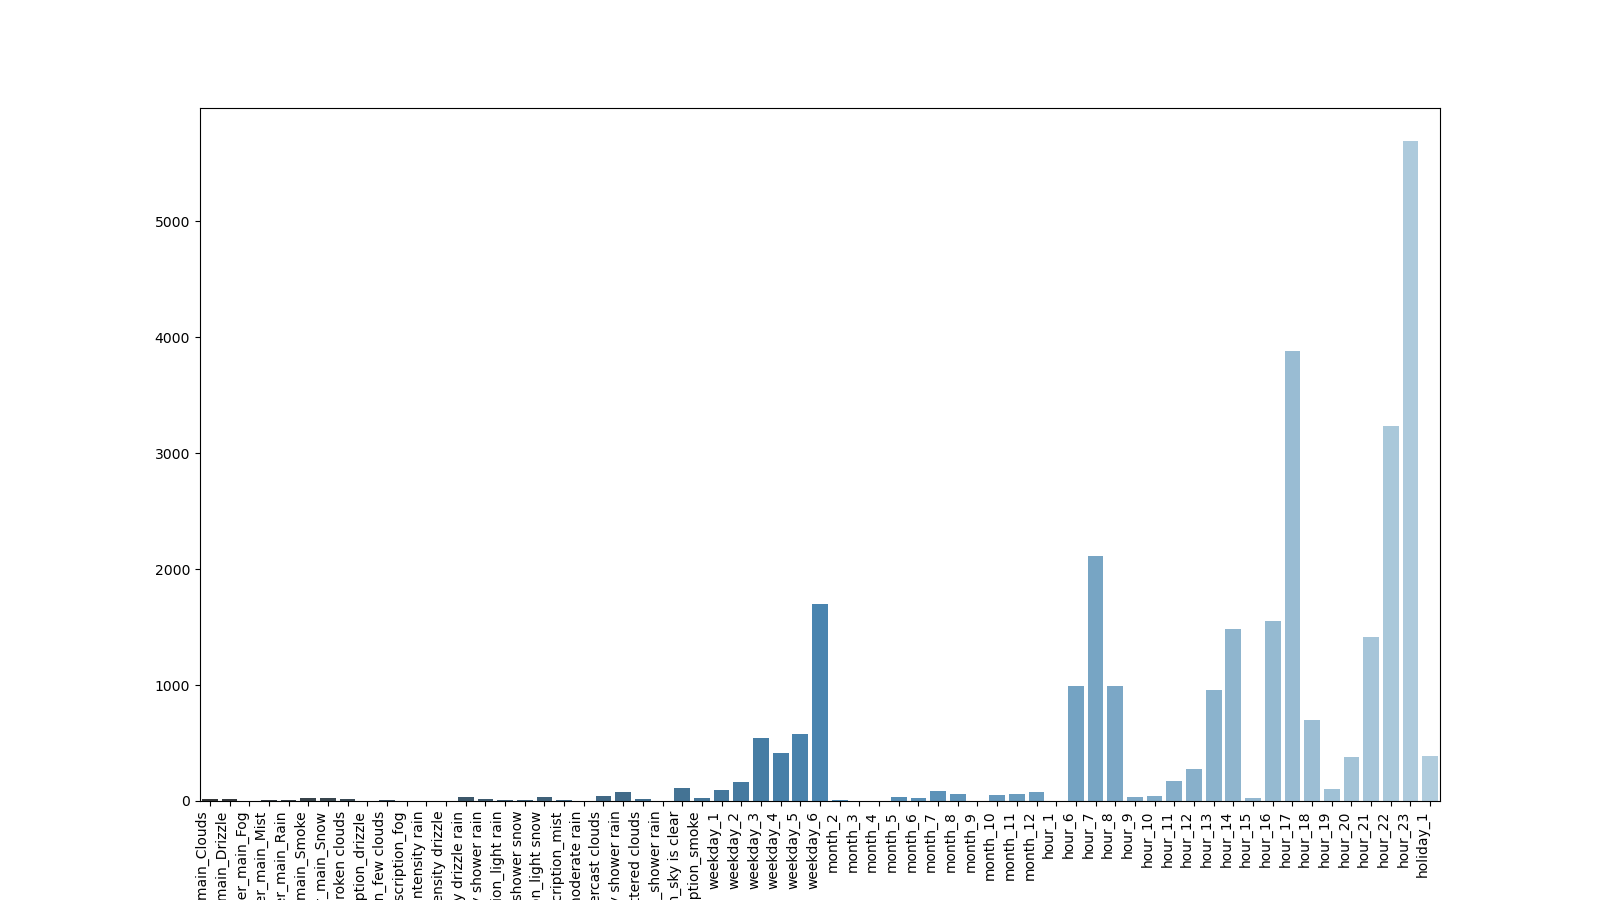 5000
4000
3000
2000
1000
0
main_Clouds
main_Drizzle
er_main_Fog
er_main_Mist
er_main_Rain
main_Smoke
_main_Snow
roken clouds
ption_drizzle
n_few clouds
scription_fog
ntensity rain
ensity drizzle
y drizzle rain
shower rain
ion_light rain
shower snow
on_light snow
cription_mist
noderate rain
ercast clouds
y shower rain
ttered clouds
_shower rain
n_sky is clear
ption_smoke
weekday_1
weekday_2
weekday_3
weekday_4
weekday_5
weekday_6
month_2
month_3
month_4
month_5
month_6
month_7
month_8
month_9
month_10
month_11
month_12
hour_1
hour_6
hour_7
hour_8
hour_9
hour_10
hour_11
hour_12
hour_13
hour_14
hour_15
hour_16
hour_17
hour_18
hour_19
hour_20
hour_21
hour_22
hour_23
holiday_1